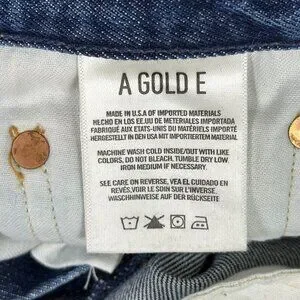 A GOLD E
MADE IN U.S.A OF IMPORTED MATERIALS
HECHO EN LOS EE.UU DE METERIALES IMPORTADA
FABRIQUÉ AUX ETATS-UNIS DU MATÉRIELS IMPORTÉ
HERGESTELLT IN DEN USA MIT IMPORTIERTEM MATERIAL
MACHINE WASH COLD INSIDE/OUT WITH LIKE
COLORS, DO NOT BLEACH. TUMBLE DRY LOW
IRON MEDIUM IF NECESSARY.
SEE CARE ON REVERSE, VEA EL CUIDADO EN
REVÉS,VOIR LE SOIN SUR L'ENVERS
WASCHHINWEISE AUF DER RÜCKSEITE